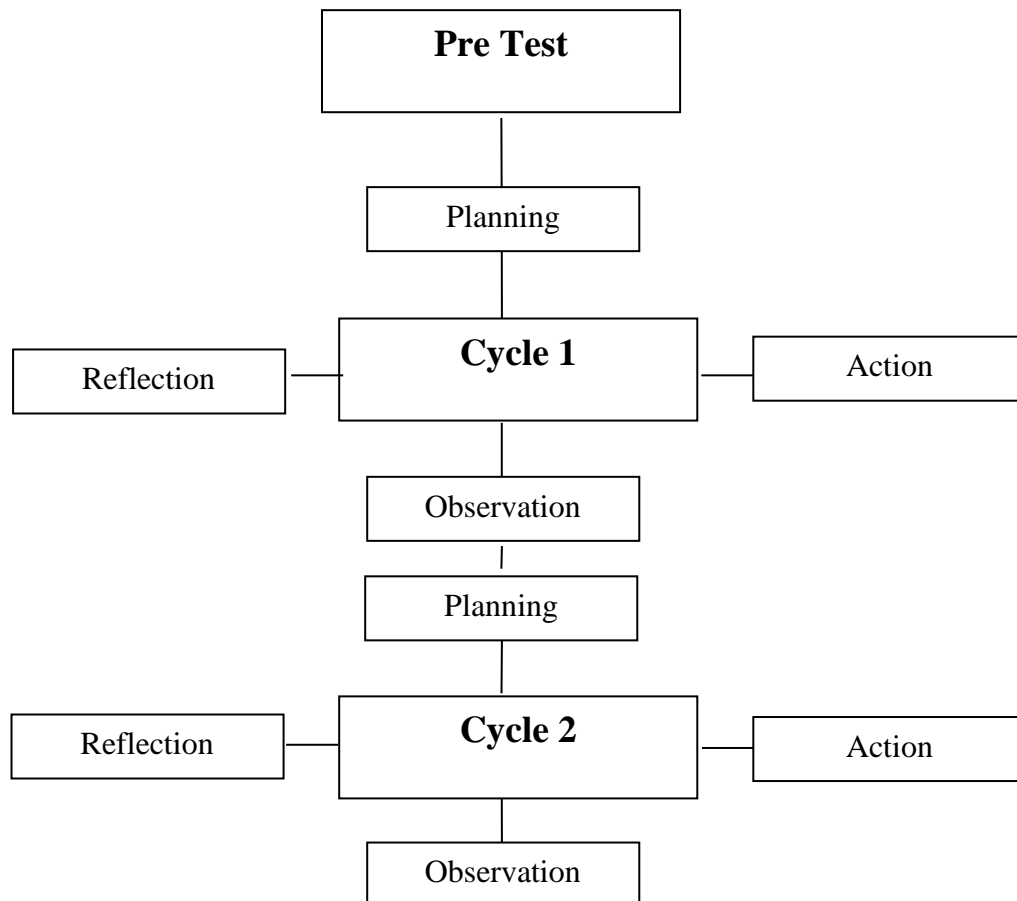 Pre Test
Planning
Cycle 1
Reflection
Action
Observation
Planning
Cycle 2
Reflection
Action
Observation